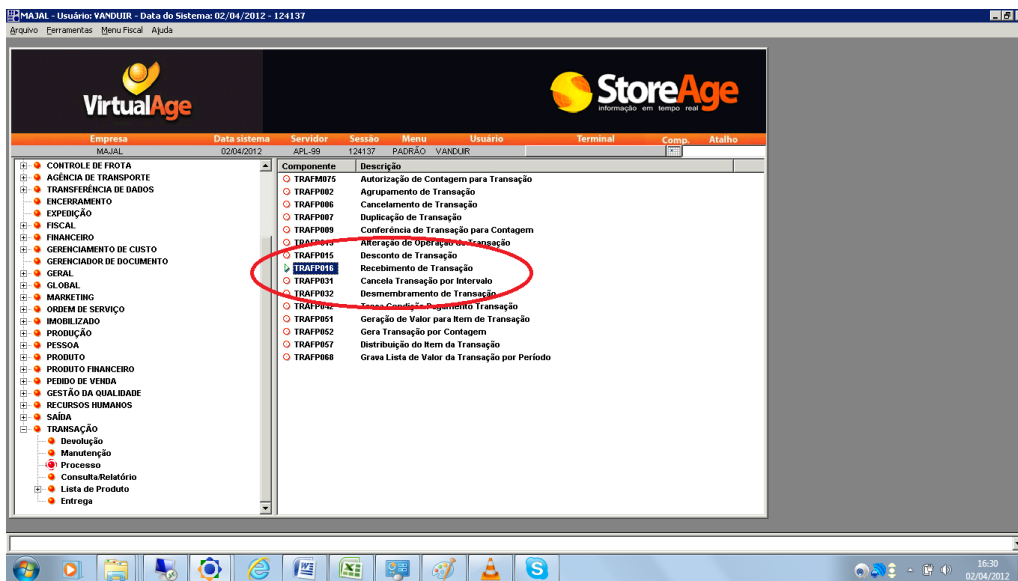 MAJAL - Usuário: VANDUIR - Data do Sistema: 02/04/2012 - 124137
Arquivo Ferramentas Menu Fiscal Ajuda
VirtualAge
StoreAge
informação em tempo real
Empresa Data sistema Servidor Sessão Menu Usuário Terminal Comp. Atalho
MAJAL 02/04/2012 APL-99 124137 PADRÃO VANDUIR
CONTROLE DE FROTA
AGÊNCIA DE TRANSPORTE
TRANSFERÊNCIA DE DADOS
ENCERRAMENTO
EXPEDIÇÃO
FISCAL
FINANCEIRO
GERENCIAMENTO DE CUSTO
GERENCIADOR DE DOCUMENTO
GERAL
GLOBAL
MARKETING
ORDEM DE SERVIÇO
IMOBILIZADO
PRODUÇÃO
PESSOA
PRODUTO
PRODUTO FINANCEIRO
PEDIDO DE VENDA
GESTÃO DA QUALIDADE
RECURSOS HUMANOS
SAÍDA
TRANSAÇÃO
Devolução
Manutenção
Processo
Consulta/Relatório
Lista de Produto
Entrega
Componente Descrição
TRAFM075 Autorização de Contagem para Transação
TRAFP002 Agrupamento de Transação
TRAFP006 Cancelamento de Transação
TRAFP007 Duplicação de Transação
TRAFP009 Conferência de Transação para Contagem
Alteração de Operação de Transação
TRAFP015 Desconto de Transação
TRAFP016 Recebimento de Transação
TRAFP031 Cancela Transação por Intervalo
TRAFP032 Desmembramento de Transação
TRAFP042 Troca Condição Pagamento Transação
TRAFP051 Geração de Valor para Item de Transação
TRAFP052 Gera Transação por Contagem
TRAFP057 Distribuição do Item da Transação
TRAFP068 Grava Lista de Valor da Transação por Período
16:30
02/04/2012